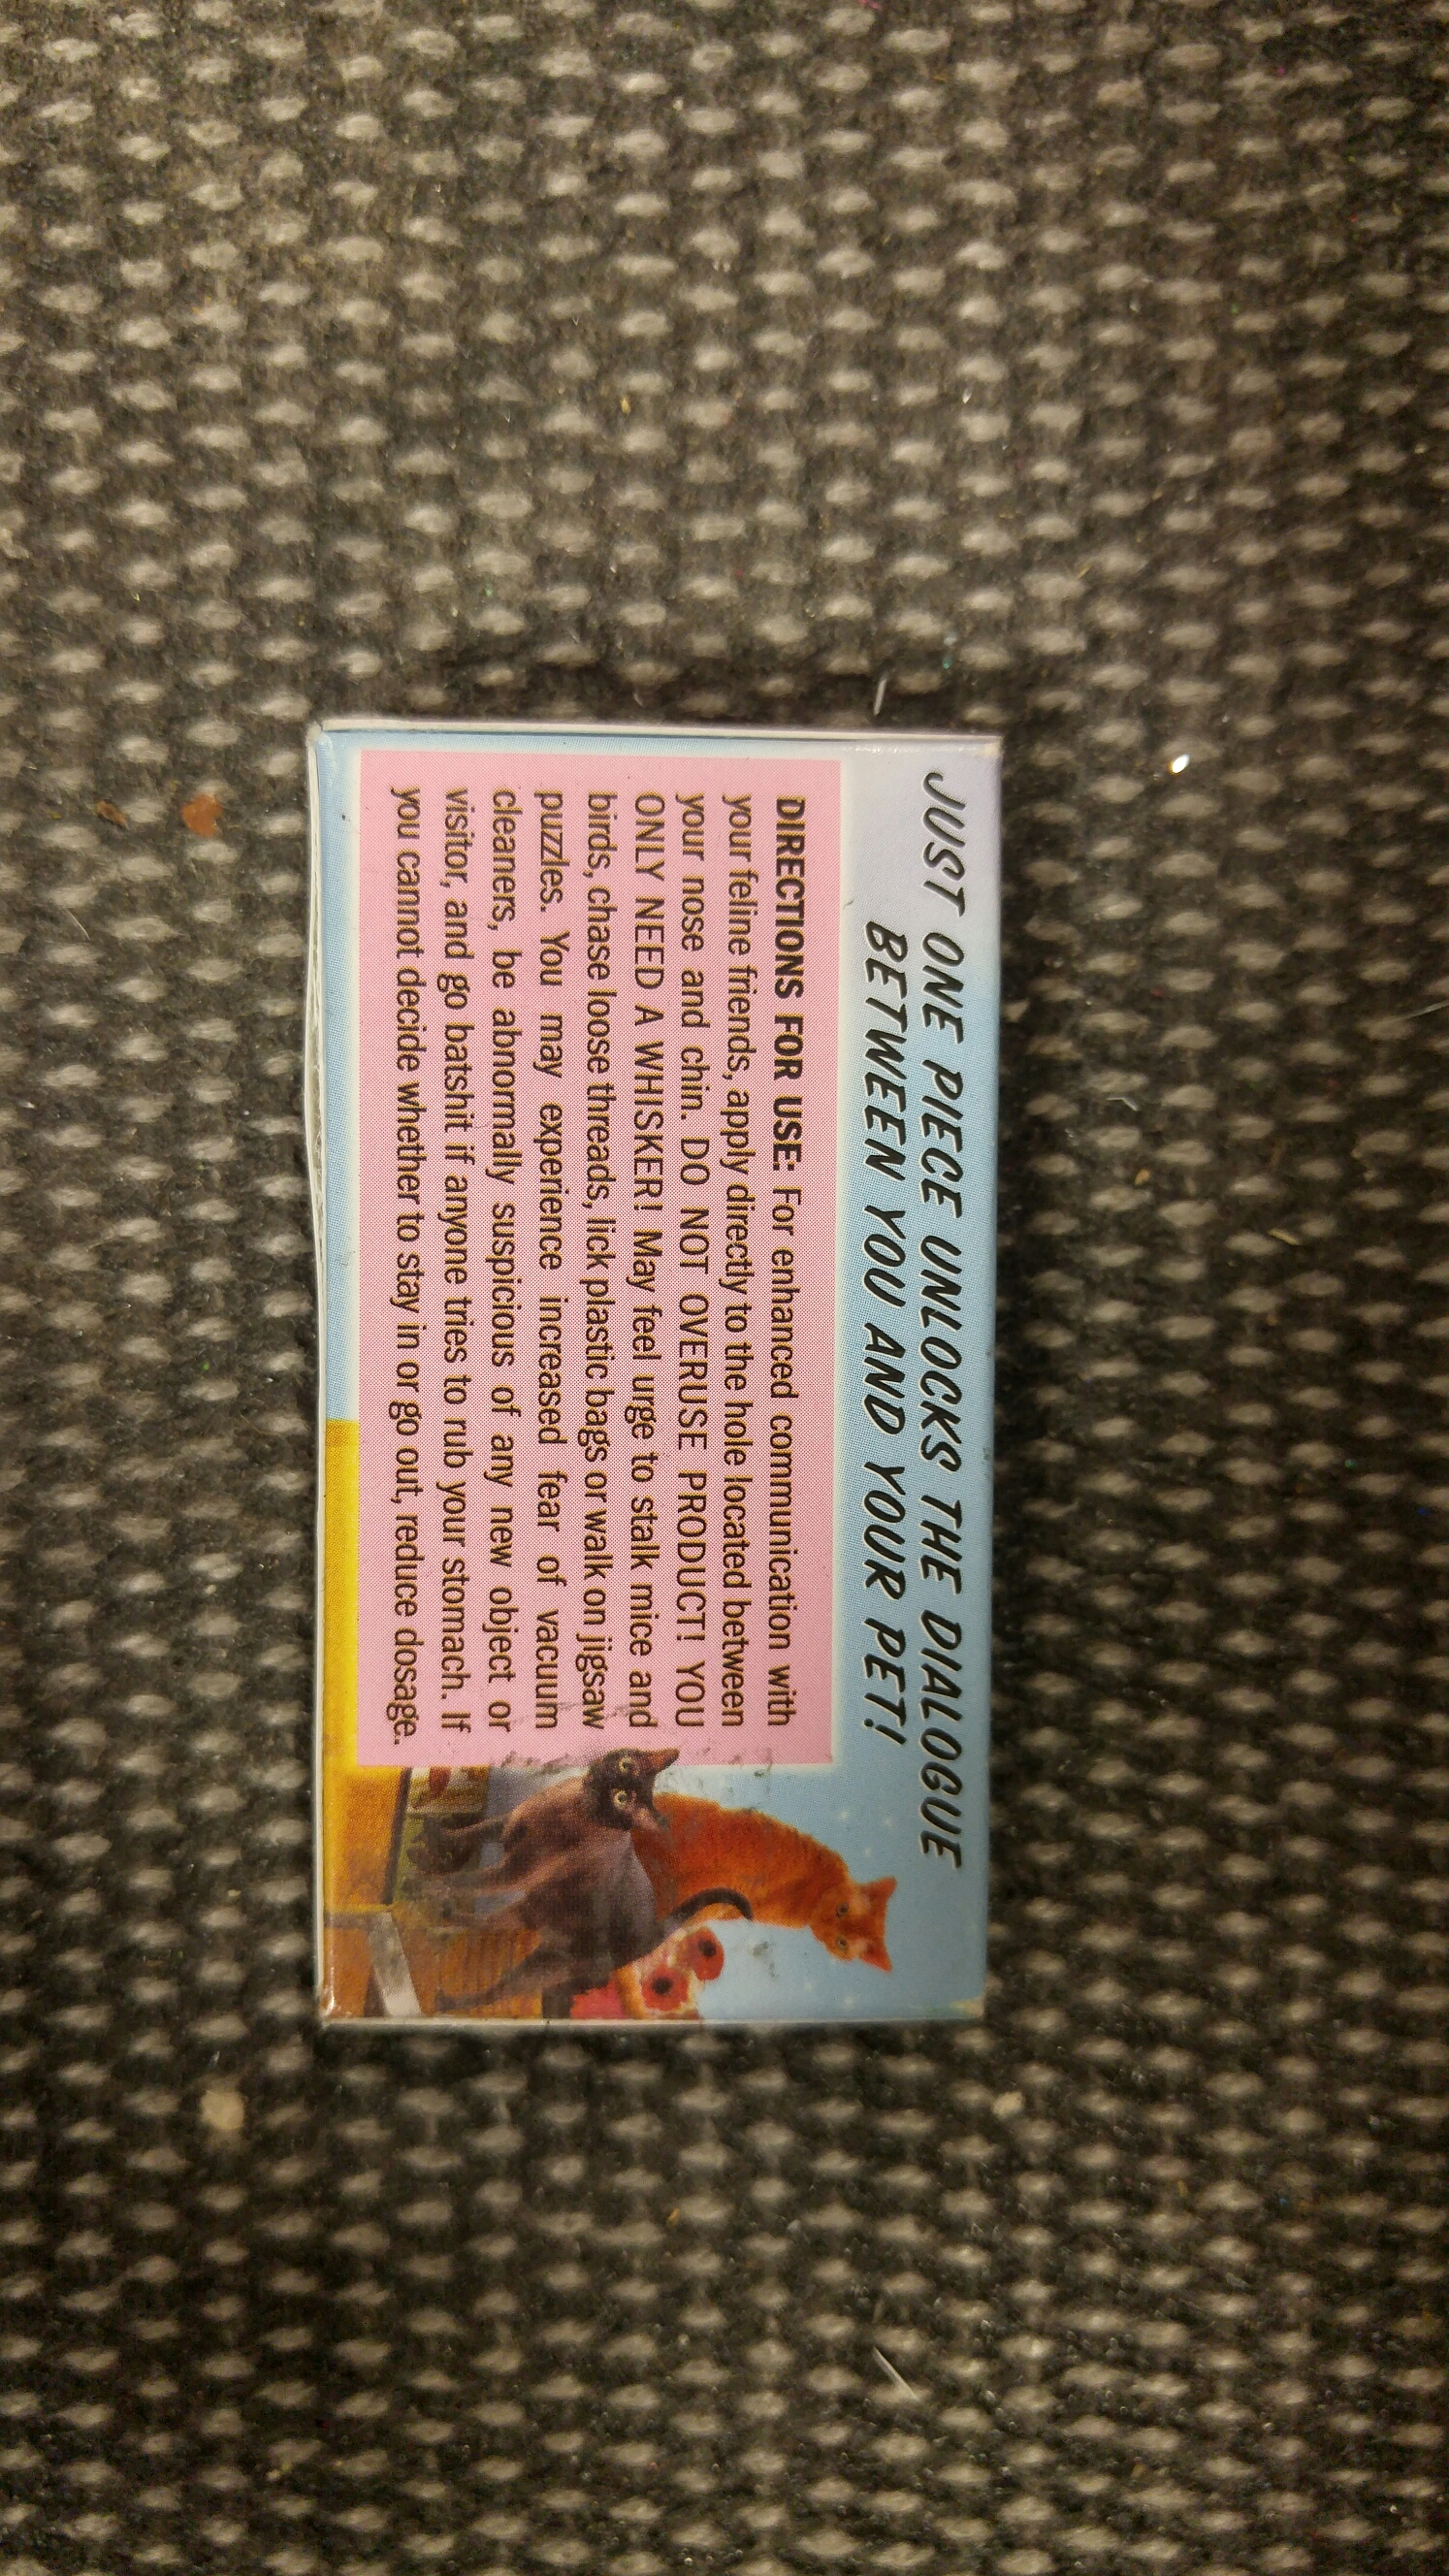 JUST ONE PIECE UNLOCKS THE DIALOGUE
BETWEEN YOU AND YOUR PET!
DIRECTIONS FOR USE: For enhanced communication with
your feline friends, apply directly to the hole located between
your nose and chin. DO NOT OVERUSE PRODUCT! YOU
ONLY NEED A WHISKER! May feel urge to stalk mice and
birds, chase loose threads, lick plastic bags or walk on jigsaw
puzzles. You may experience increased fear of vacuum
cleaners, be abnormally suspicious of any new object or
visitor, and go batshit if anyone tries to rub your stomach. If
you cannot decide whether to stay in or go out, reduce dosage.